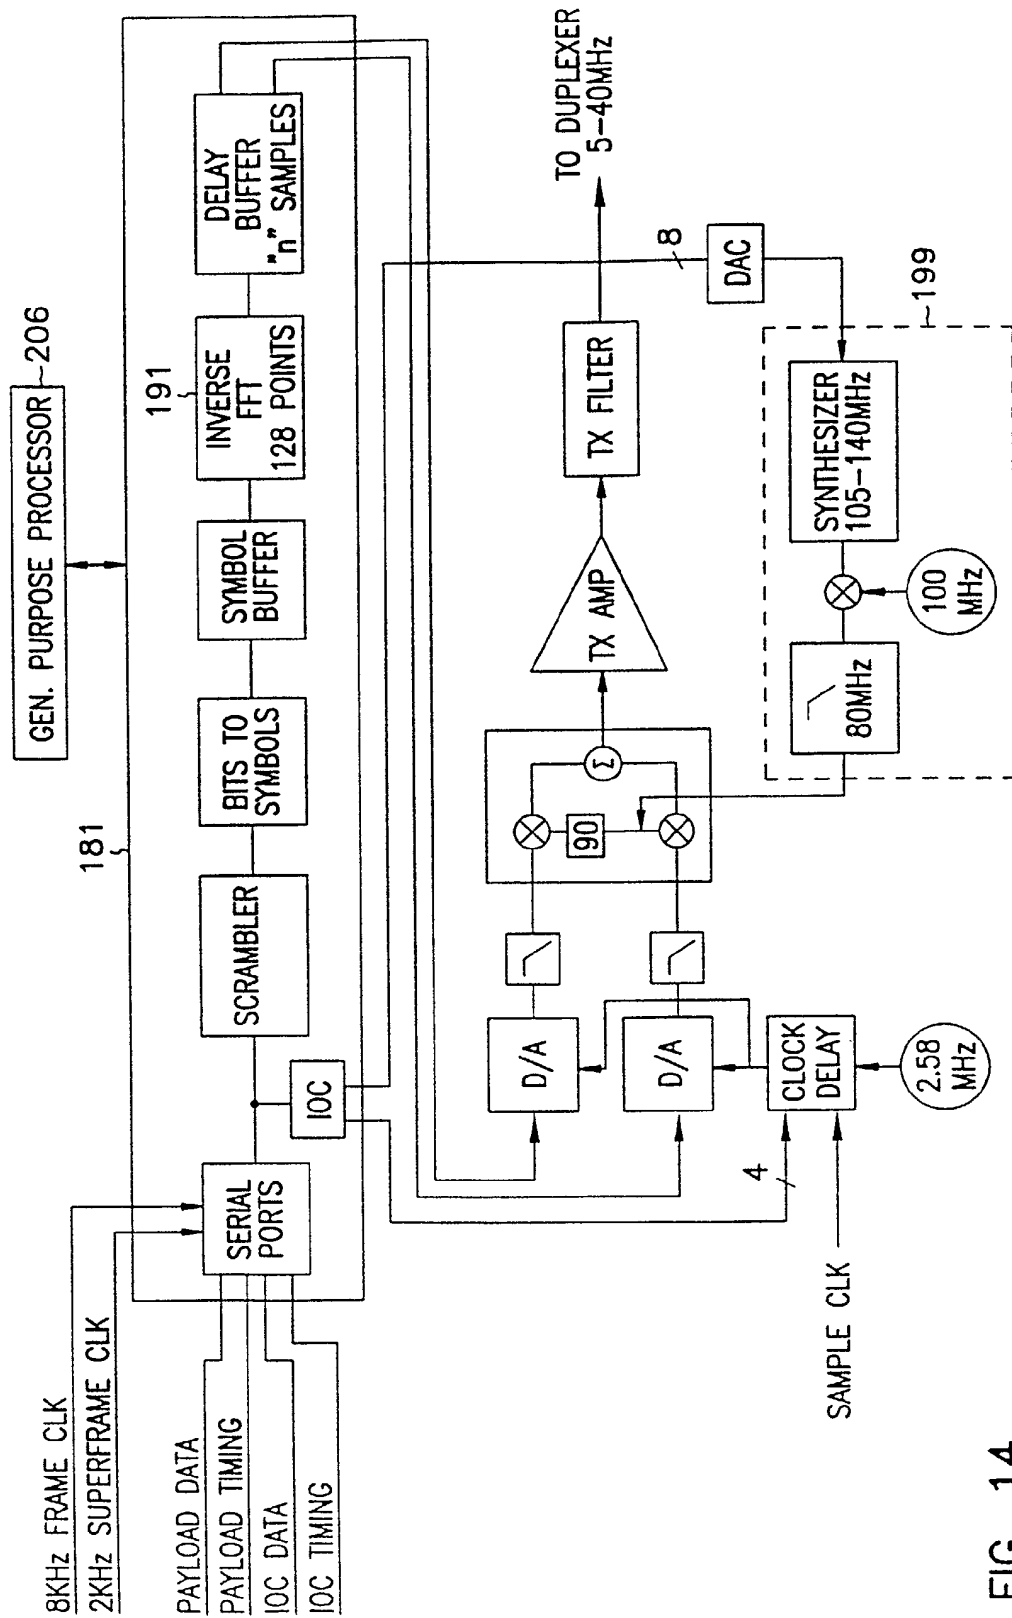 GEN. PURPOSE PROCESSOR
206
181
8KHz FRAME CLK
2KHz SUPERFRAME CLK
PAYLOAD DATA
PAYLOAD TIMING
IOC DATA
IOC TIMING
SERIAL
PORTS
IOC
SCRAMBLER
BITS TO
SYMBOLS
SYMBOL
BUFFER
191
INVERSE
FFT
128 POINTS
DELAY
BUFFER
"n" SAMPLES
D/A
D/A
90
Σ
TX AMP
TX FILTER
TO DUPLEXER
5-40MHz
4
SAMPLE CLK
CLOCK
DELAY
2.58
MHz
8
DAC
199
80MHz
100
MHz
SYNTHESIZER
105-140MHz
FIG. 14